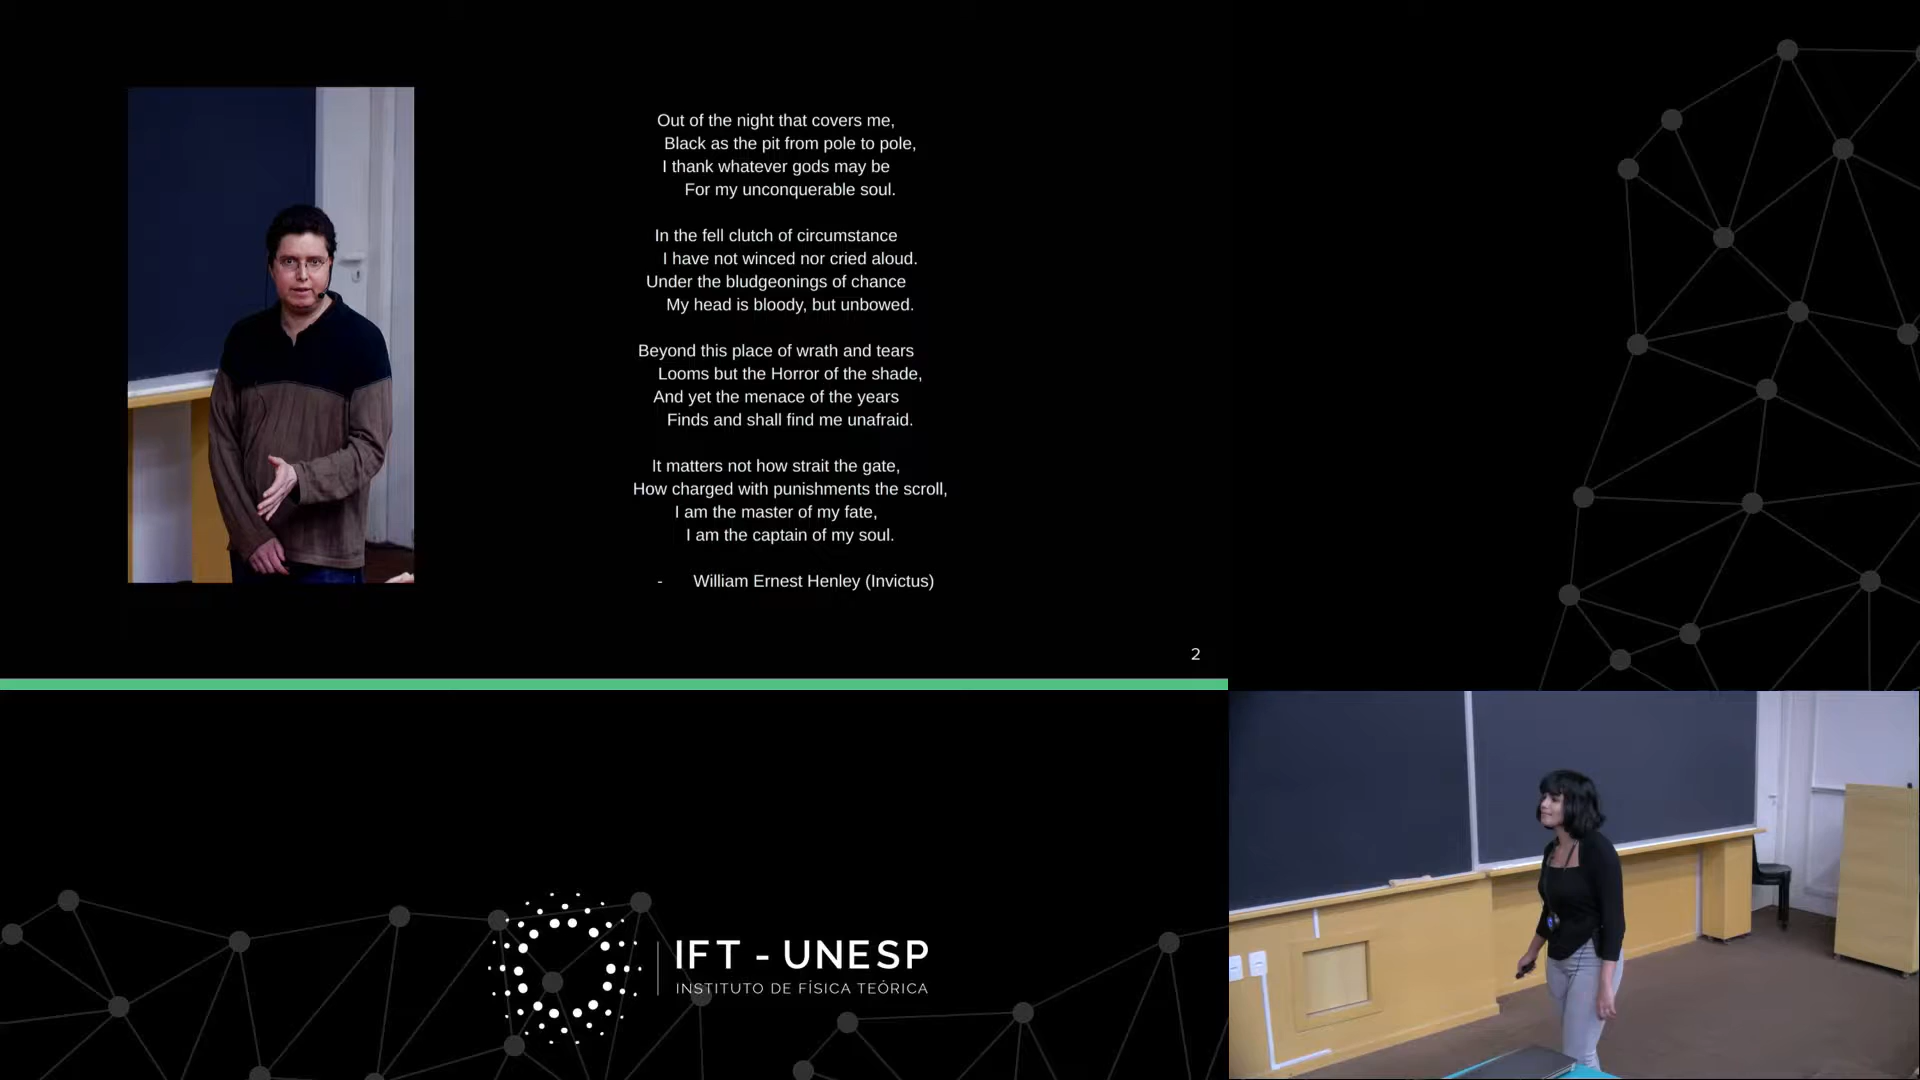 Out of the night that covers me,
Black as the pit from pole to pole,
I thank whatever gods may be
For my unconquerable soul.
In the fell clutch of circumstance
I have not winced nor cried aloud.
Under the bludgeonings of chance
My head is bloody, but unbowed.
Beyond this place of wrath and tears
Looms but the Horror of the shade,
And yet the menace of the years
Finds and shall find me unafraid.
It matters not how strait the gate,
How charged with punishments the scroll,
I am the master of my fate,
I am the captain of my soul.
- William Ernest Henley (Invictus)
2
IFT - UNESP
INSTITUTO DE FÍSICA TEÓRICA